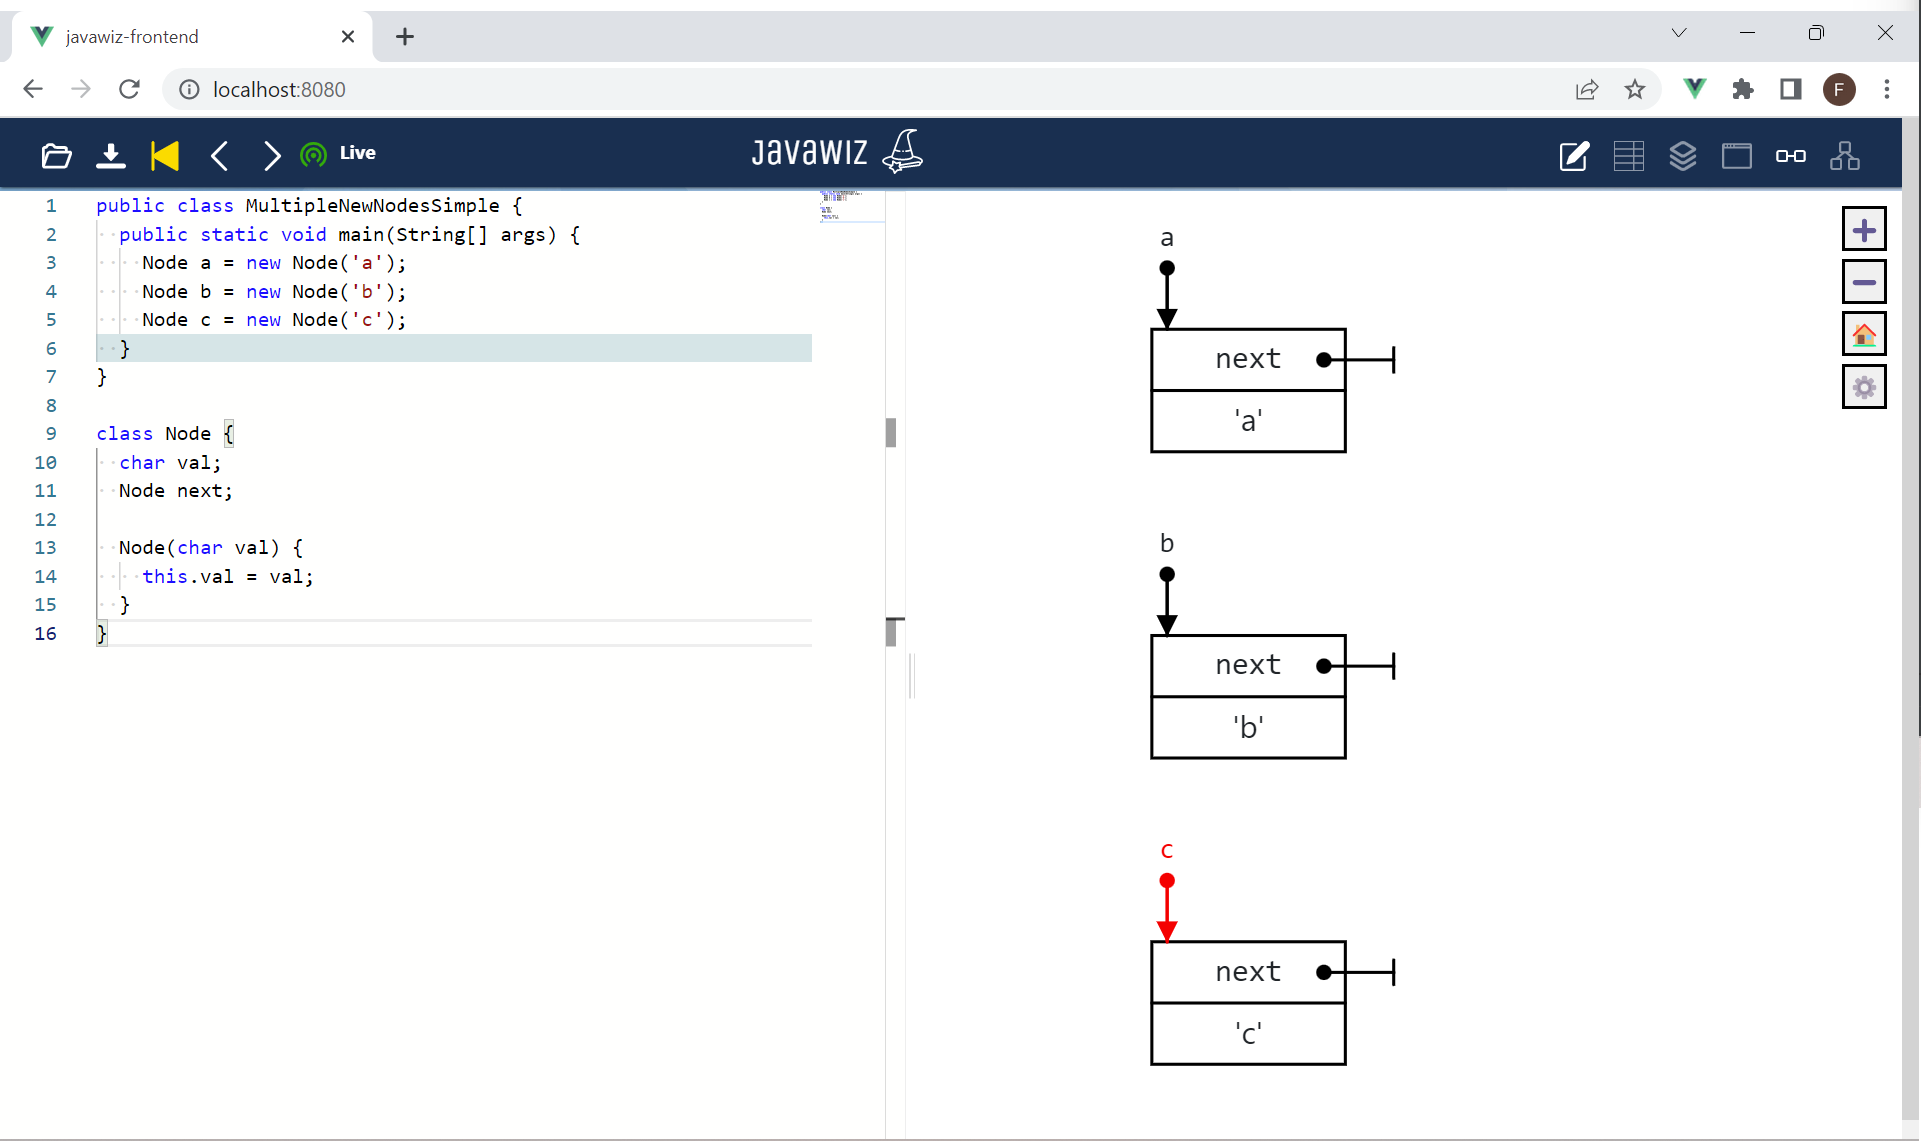 javawiz-frontend
localhost:8080
F
Live
JavaWiz
1 public class MultipleNewNodesSimple {
2 public static void main(String[] args) {
3 Node a = new Node('a');
4 Node b = new Node('b');
5 Node c = new Node('c');
6 }
7 }
8
9 class Node {
10 char val;
11 Node next;
12
13 Node(char val) {
14 this.val = val;
15 }
16 }
a
next
'a'
b
next
'b'
c
next
'c'